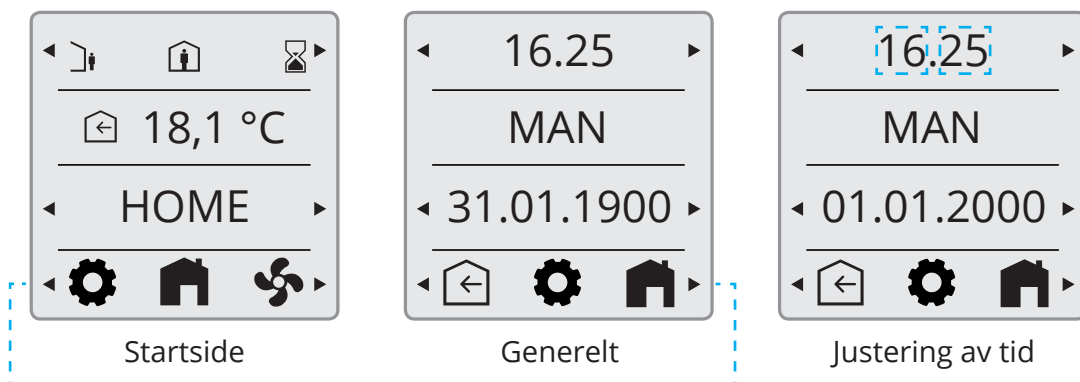 18,1 °C
HOME
Startside
16.25
MAN
31.01.1900
Generelt
16.25
MAN
01.01.2000
Justering av tid